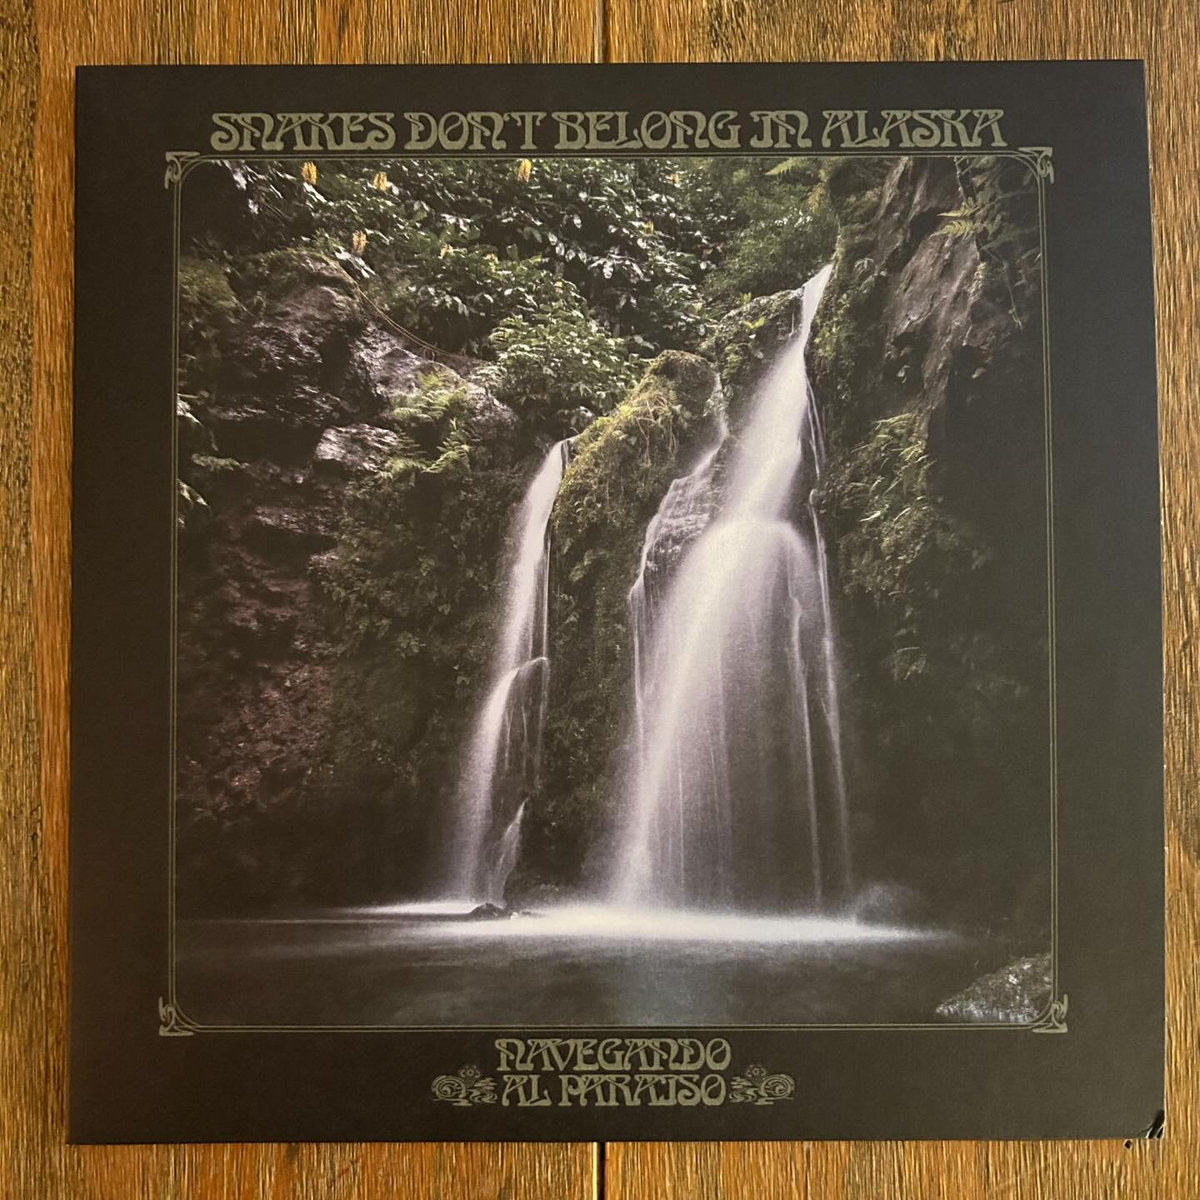 SNAKES DON'T BELONG IN ALASKA
NAVEGANDO
AL PARAISO